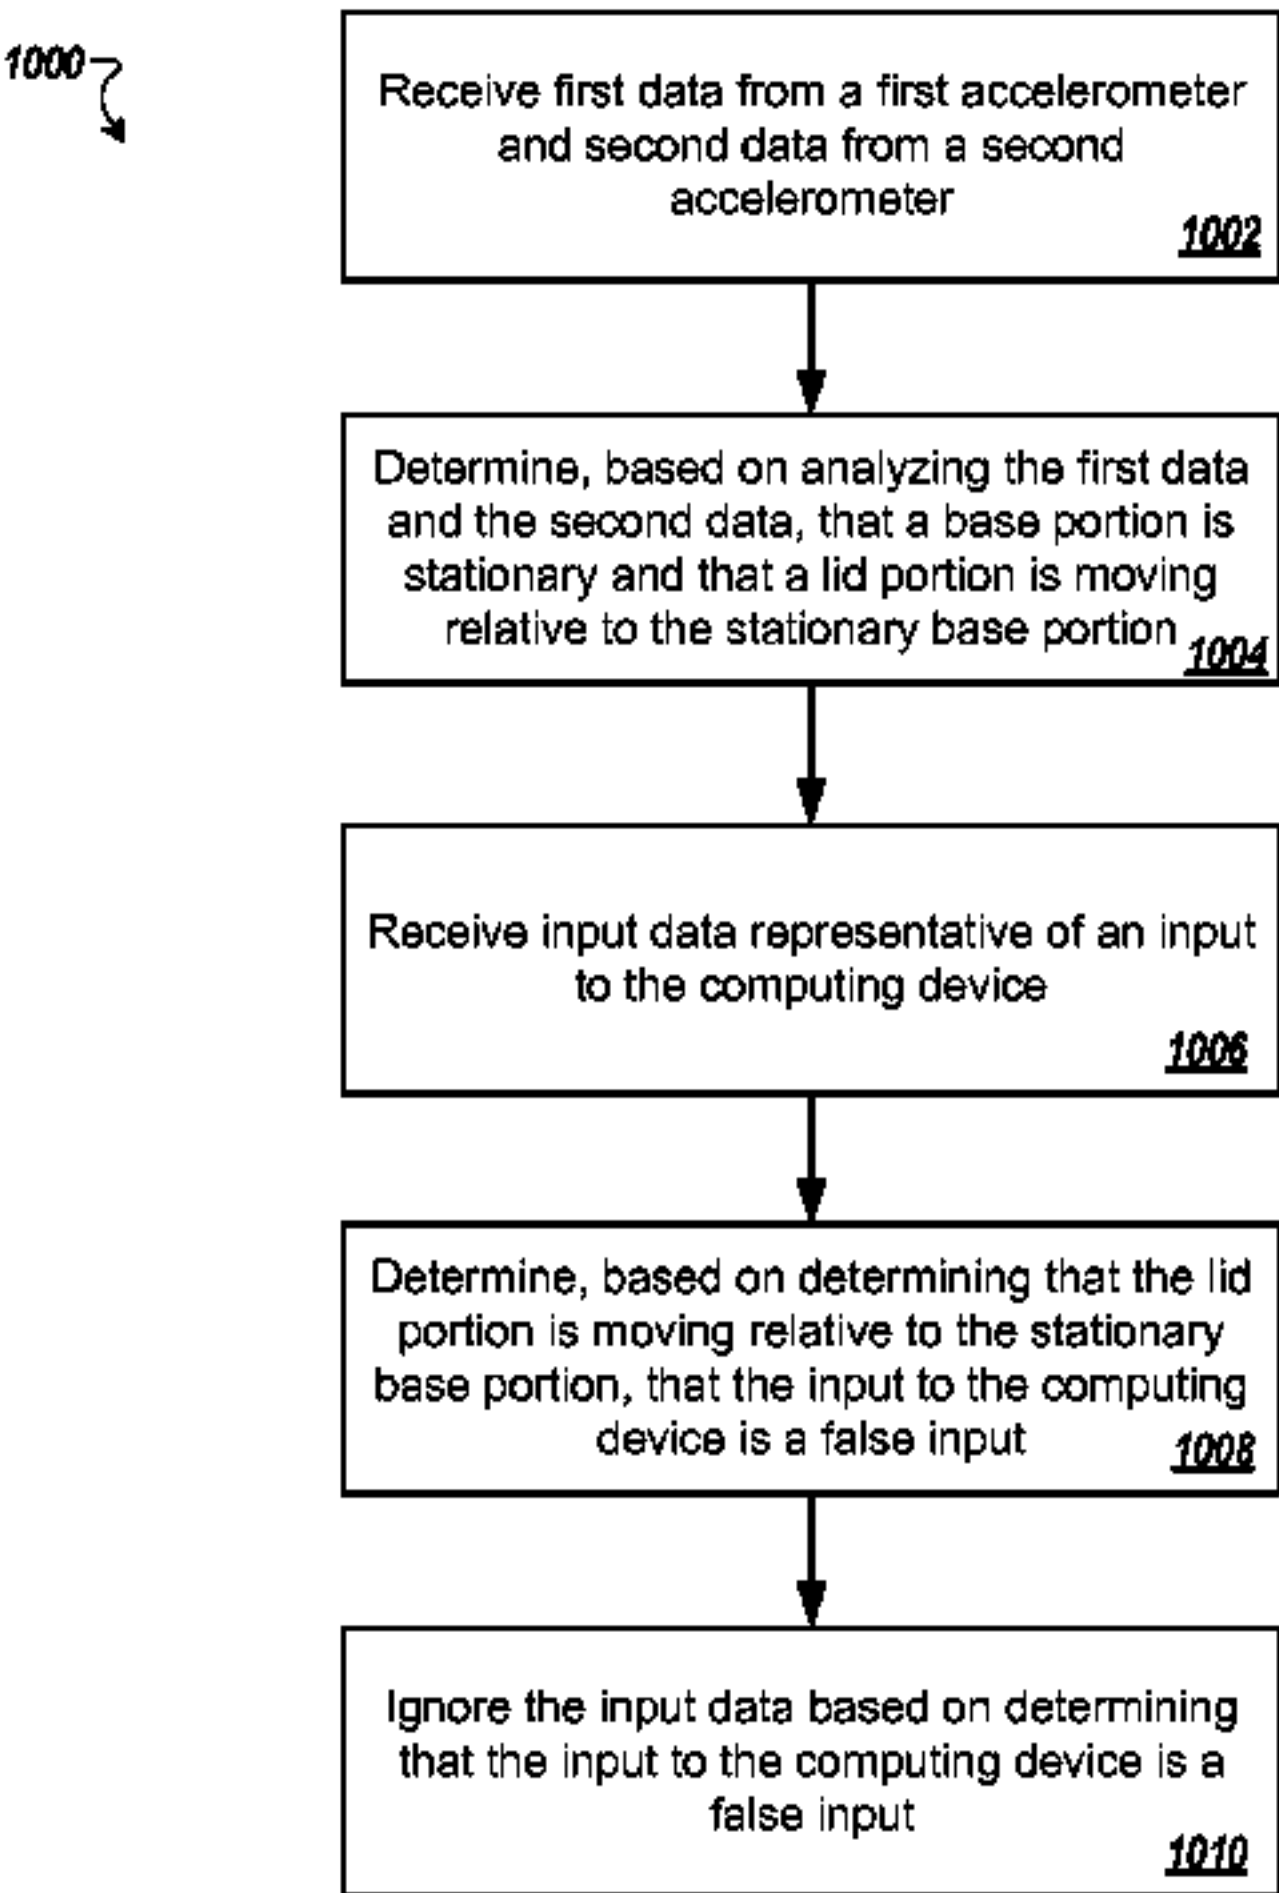 1000
Receive first data from a first accelerometer
and second data from a second
accelerometer
1002
Determine, based on analyzing the first data
and the second data, that a base portion is
stationary and that a lid portion is moving
relative to the stationary base portion
1004
Receive input data representative of an input
to the computing device
1006
Determine, based on determining that the lid
portion is moving relative to the stationary
base portion, that the input to the computing
device is a false input
1008
Ignore the input data based on determining
that the input to the computing device is a
false input
1010